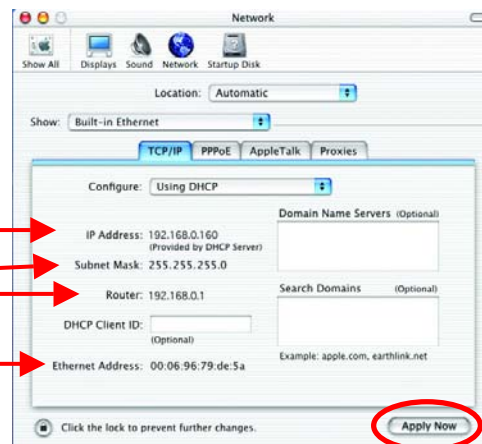 Network
Show All
Displays
Sound
Network
Startup Disk
Location: Automatic
Show: Built-in Ethernet
TCP/IP
PPPoE
AppleTalk
Proxies
Configure: Using DHCP
Domain Name Servers (Optional)
IP Address: 192.168.0.160
(Provided by DHCP Server)
Subnet Mask: 255.255.255.0
Router: 192.168.0.1
Search Domains (Optional)
DHCP Client ID:
(Optional)
Example: apple.com, earthlink.net
Ethernet Address: 00:06:96:79:de:5a
Click the lock to prevent further changes.
Apply Now